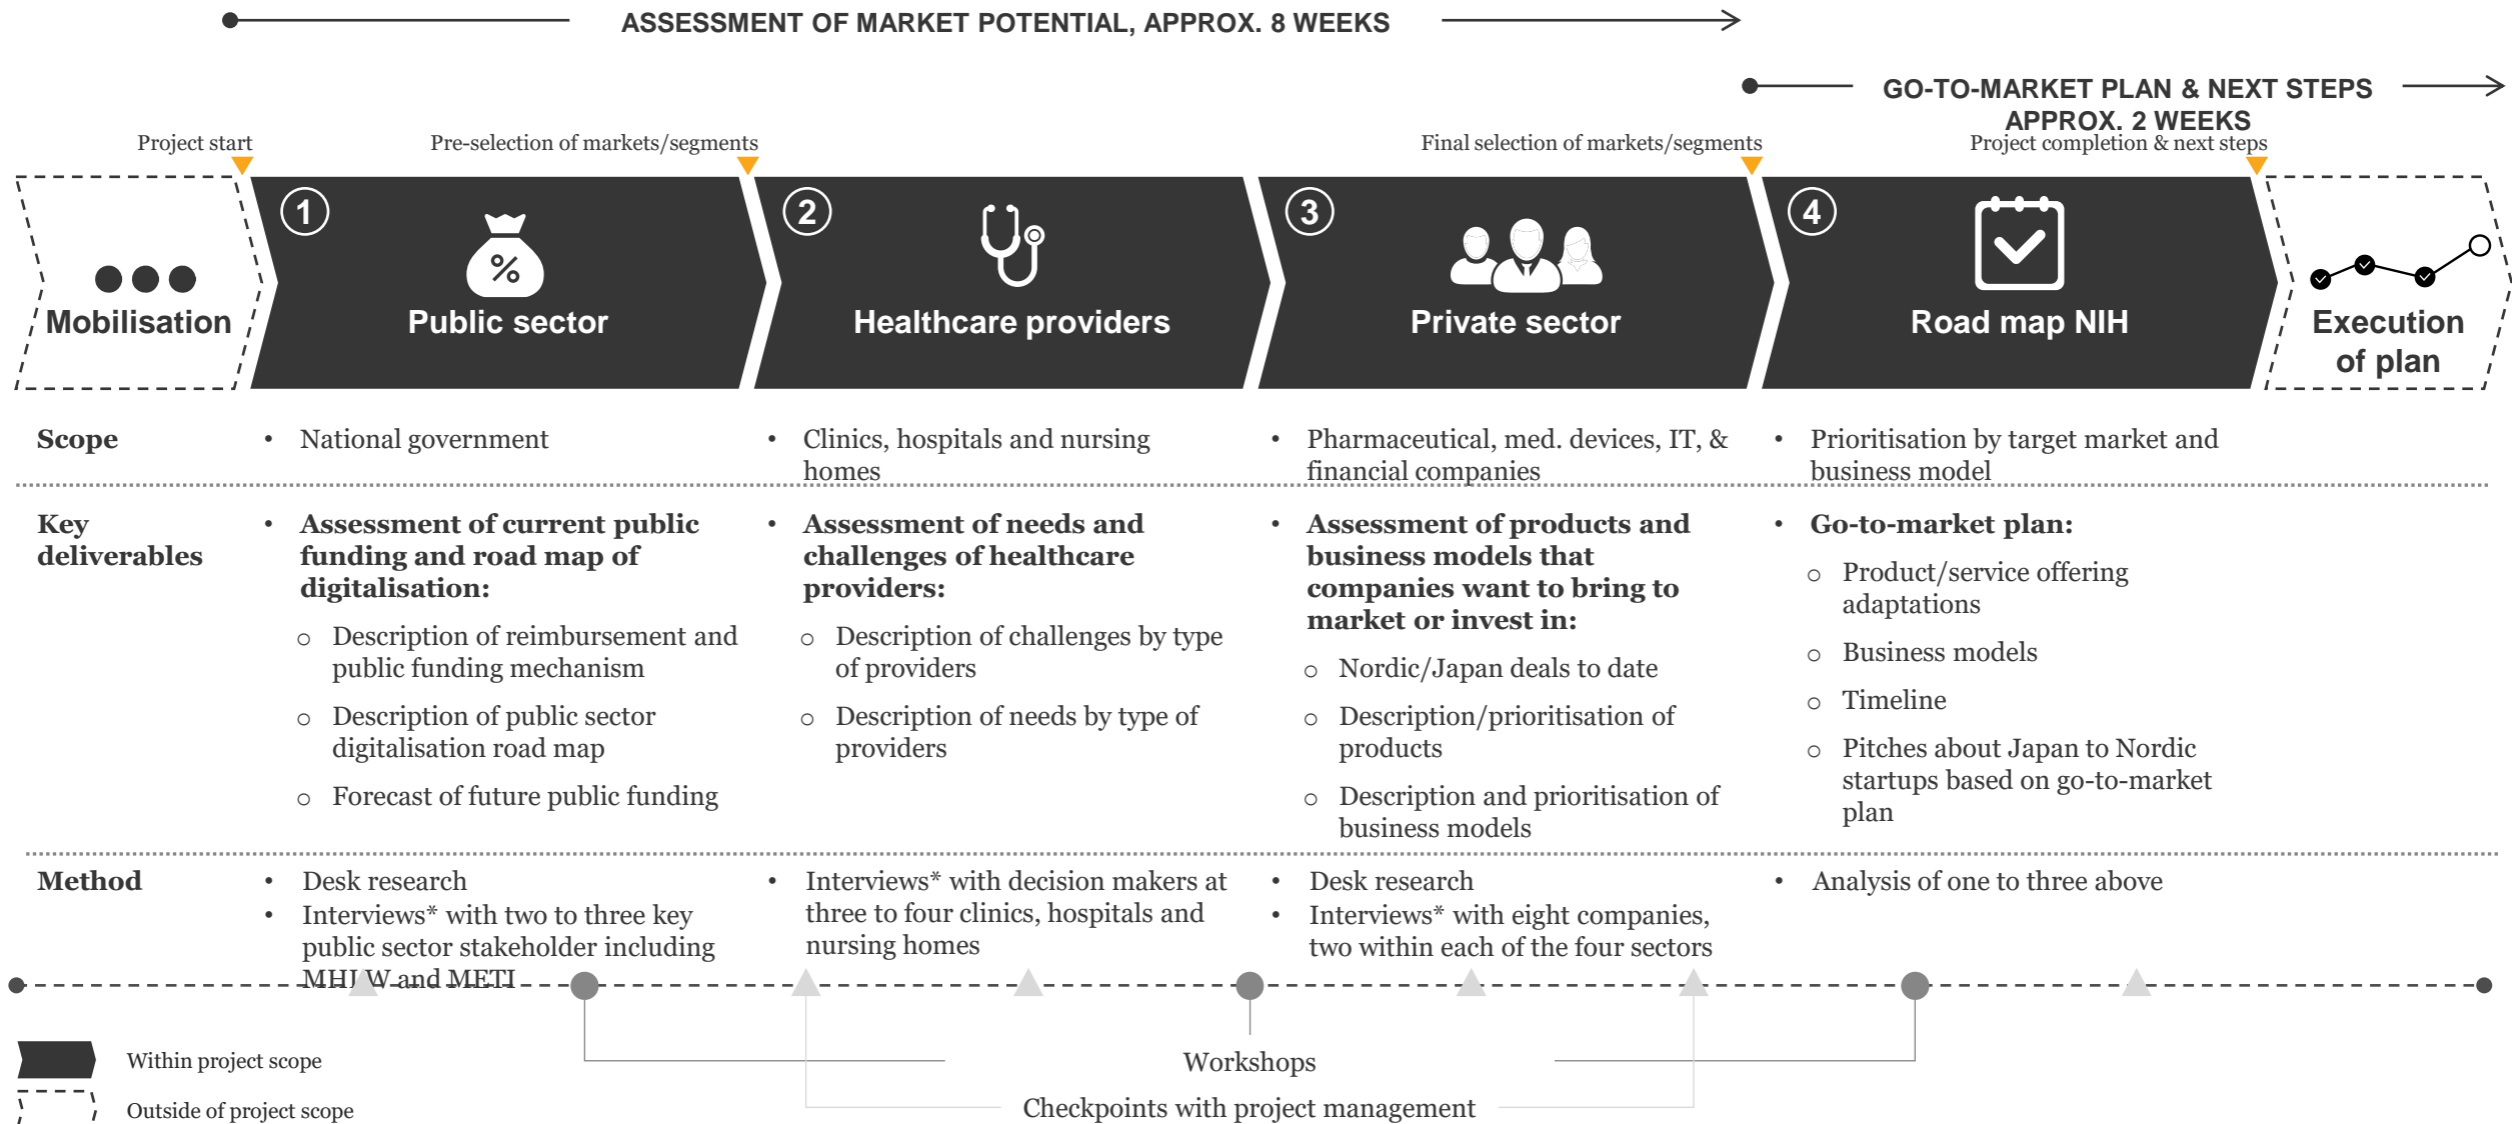 ASSESSMENT OF MARKET POTENTIAL, APPROX. 8 WEEKS
GO-TO-MARKET PLAN & NEXT STEPS
APPROX. 2 WEEKS
Project start
Pre-selection of markets/segments
Final selection of markets/segments
Project completion & next steps
Mobilisation
1
Public sector
2
Healthcare providers
3
Private sector
4
Road map NIH
Execution
of plan
Scope
• National government
• Clinics, hospitals and nursing
homes
• Pharmaceutical, med. devices, IT, &
financial companies
• Prioritisation by target market and
business model
Key
deliverables
• Assessment of current public
funding and road map of
digitalisation:
o Description of reimbursement and
public funding mechanism
o Description of public sector
digitalisation road map
o Forecast of future public funding
• Assessment of needs and
challenges of healthcare
providers:
o Description of challenges by type
of providers
o Description of needs by type of
providers
• Assessment of products and
business models that
companies want to bring to
market or invest in:
o Nordic/Japan deals to date
o Description/prioritisation of
products
o Description and prioritisation of
business models
• Go-to-market plan:
o Product/service offering
adaptations
o Business models
o Timeline
o Pitches about Japan to Nordic
startups based on go-to-market
plan
Method
• Desk research
• Interviews* with two to three key
public sector stakeholder including
MHLW and METI
• Interviews* with decision makers at
three to four clinics, hospitals and
nursing homes
• Desk research
• Interviews* with eight companies,
two within each of the four sectors
• Analysis of one to three above
Workshops
Checkpoints with project management
Within project scope
Outside of project scope